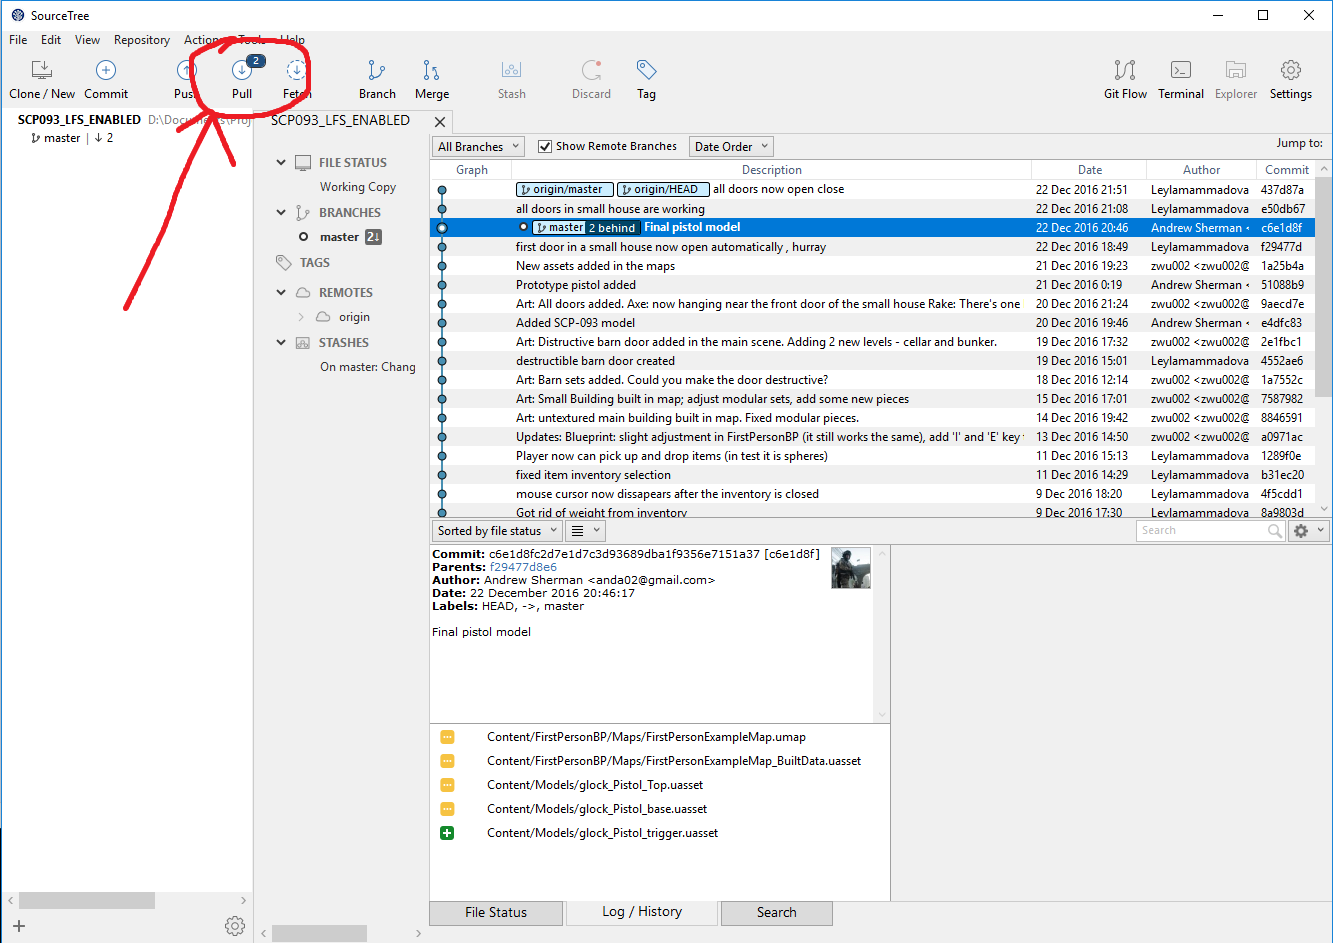 SourceTree
File Edit View Repository Actions Tools Help
Clone / New Commit Push Pull 2 Fetch Branch Merge Stash Discard Tag Git Flow Terminal Explorer Settings
SCP093_LFS_ENABLED D:\Documents\Proj
master | 2
SCP093_LFS_ENABLED
FILE STATUS
Working Copy
BRANCHES
master 2
TAGS
REMOTES
origin
STASHES
On master: Chang
All Branches Show Remote Branches Date Order Jump to:
Graph Description Date Author Commit
origin/master origin/HEAD all doors now open close 22 Dec 2016 21:51 Leylamammadova 437d87a
all doors in small house are working 22 Dec 2016 21:08 Leylamammadova e50db67
master 2 behind Final pistol model 22 Dec 2016 20:46 Andrew Sherman < c6e1d8f
first door in a small house now open automatically , hurray 22 Dec 2016 18:49 Leylamammadova f29477d
New assets added in the maps 21 Dec 2016 19:23 zwu002 <zwu002@ 1a25b4a
Prototype pistol added 21 Dec 2016 0:19 Andrew Sherman < 51088b9
Art: All doors added. Axe: now hanging near the front door of the small house Rake: There's one 20 Dec 2016 21:24 zwu002 <zwu002@ 9aecd7e
Added SCP-093 model 20 Dec 2016 19:46 Andrew Sherman < e4dfc83
Art: Distructive barn door added in the main scene. Adding 2 new levels - cellar and bunker. 19 Dec 2016 17:32 zwu002 <zwu002@ 2e1fbc1
destructible barn door created 19 Dec 2016 15:01 Leylamammadova 4552ae6
Art: Barn sets added. Could you make the door destructive? 18 Dec 2016 12:14 zwu002 <zwu002@ 1a7552c
Art: Small Building built in map; adjust modular sets, add some new pieces 15 Dec 2016 17:01 zwu002 <zwu002@ 7587982
Art: untextured main building built in map. Fixed modular pieces. 14 Dec 2016 19:42 zwu002 <zwu002@ 8846591
Updates: Blueprint: slight adjustment in FirstPersonBP (it still works the same), add 'I' and 'E' key 13 Dec 2016 14:50 zwu002 <zwu002@ a0971ac
Player now can pick up and drop items (in test it is spheres) 11 Dec 2016 15:13 Leylamammadova 1289f0e
fixed item inventory selection 11 Dec 2016 14:29 Leylamammadova b31ec20
mouse cursor now dissapears after the inventory is closed 9 Dec 2016 18:20 Leylamammadova 4f5cdd1
Got rid of weight from inventory 9 Dec 2016 17:30 Leylamammadova 8a9803d
Sorted by file status Search
Commit: c6e1d8fc2d7e1d7c3d93689dba1f9356e7151a37 [c6e1d8f]
Parents: f29477d8e6
Author: Andrew Sherman <anda02@gmail.com>
Date: 22 December 2016 20:46:17
Labels: HEAD, ->, master
Final pistol model
Content/FirstPersonBP/Maps/FirstPersonExampleMap.umap
Content/FirstPersonBP/Maps/FirstPersonExampleMap_BuiltData.uasset
Content/Models/glock_Pistol_Top.uasset
Content/Models/glock_Pistol_base.uasset
Content/Models/glock_Pistol_trigger.uasset
File Status Log / History Search